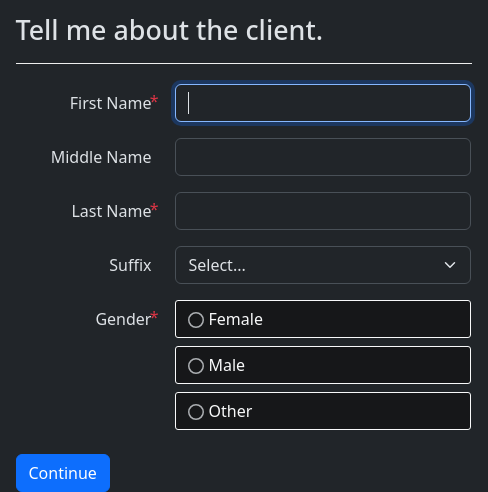 Tell me about the client.
First Name*
Middle Name
Last Name*
Suffix Select...
Gender* Female
Male
Other
Continue